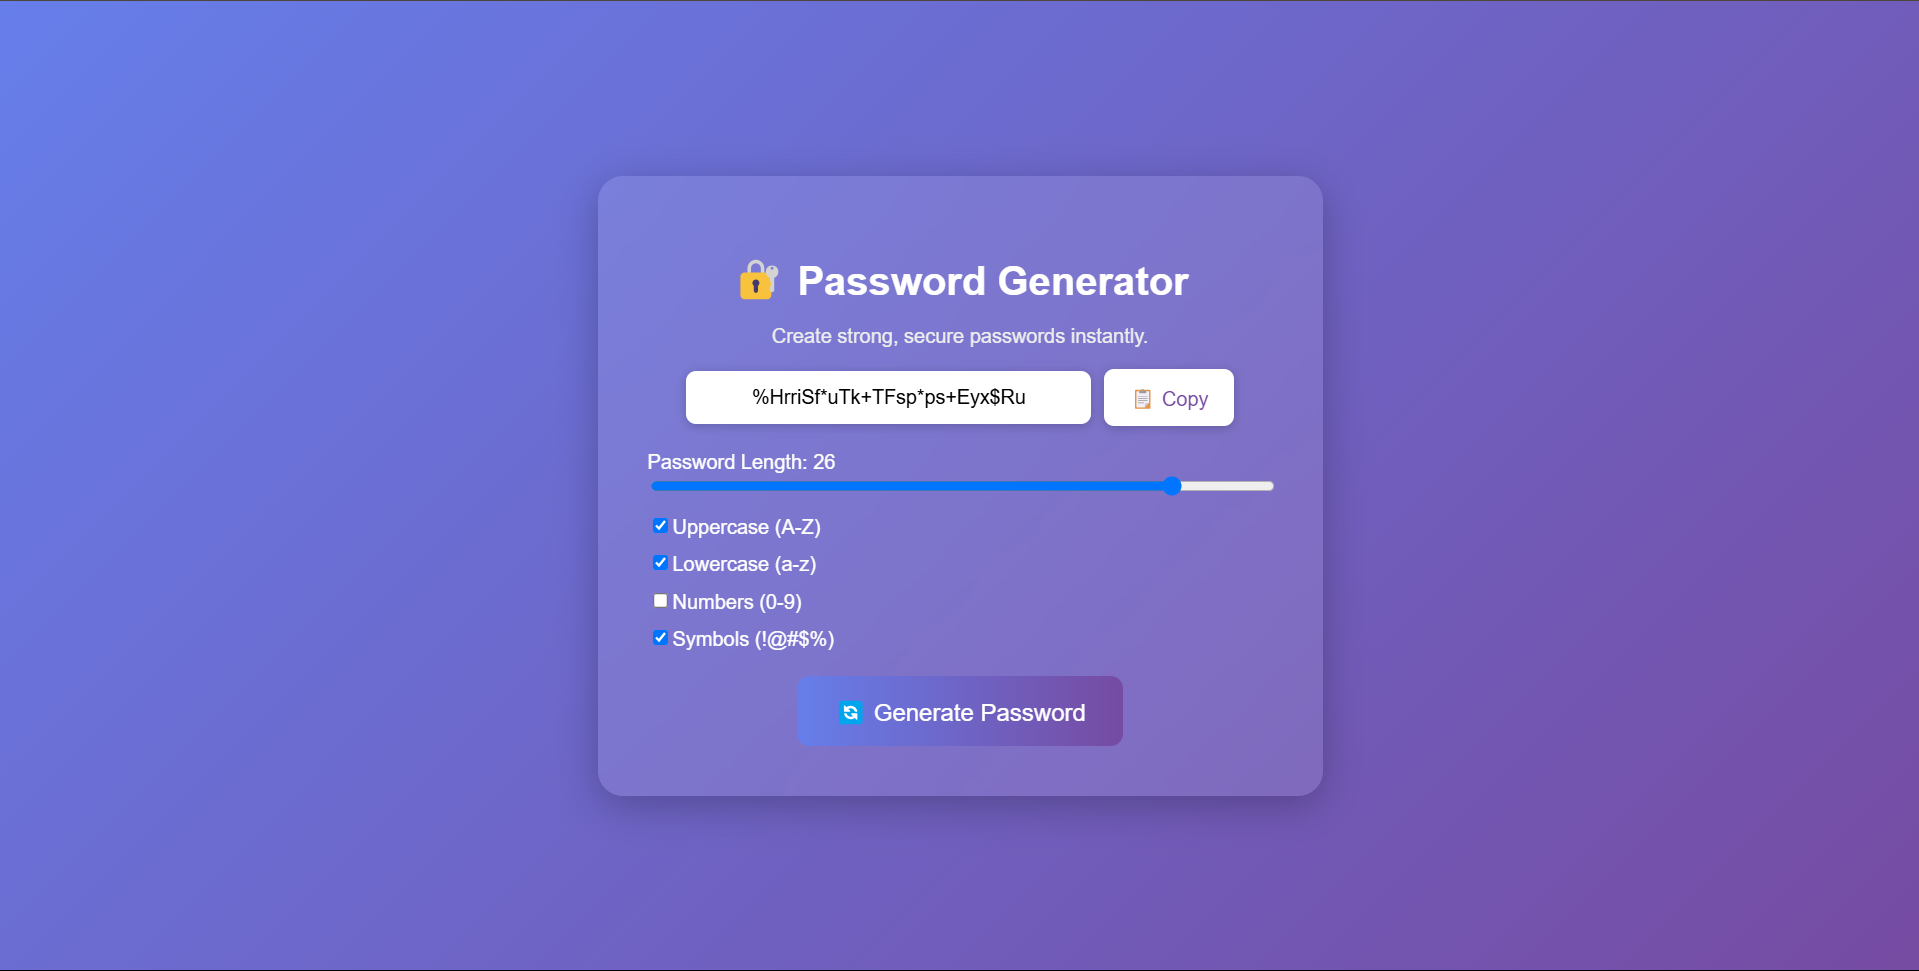 🔐 Password Generator
Create strong, secure passwords instantly.
%HrriSf*uTk+TFsp*ps+Eyx$Ru
📋 Copy
Password Length: 26
Uppercase (A-Z)
Lowercase (a-z)
Numbers (0-9)
Symbols (!@#$%)
🔄 Generate Password